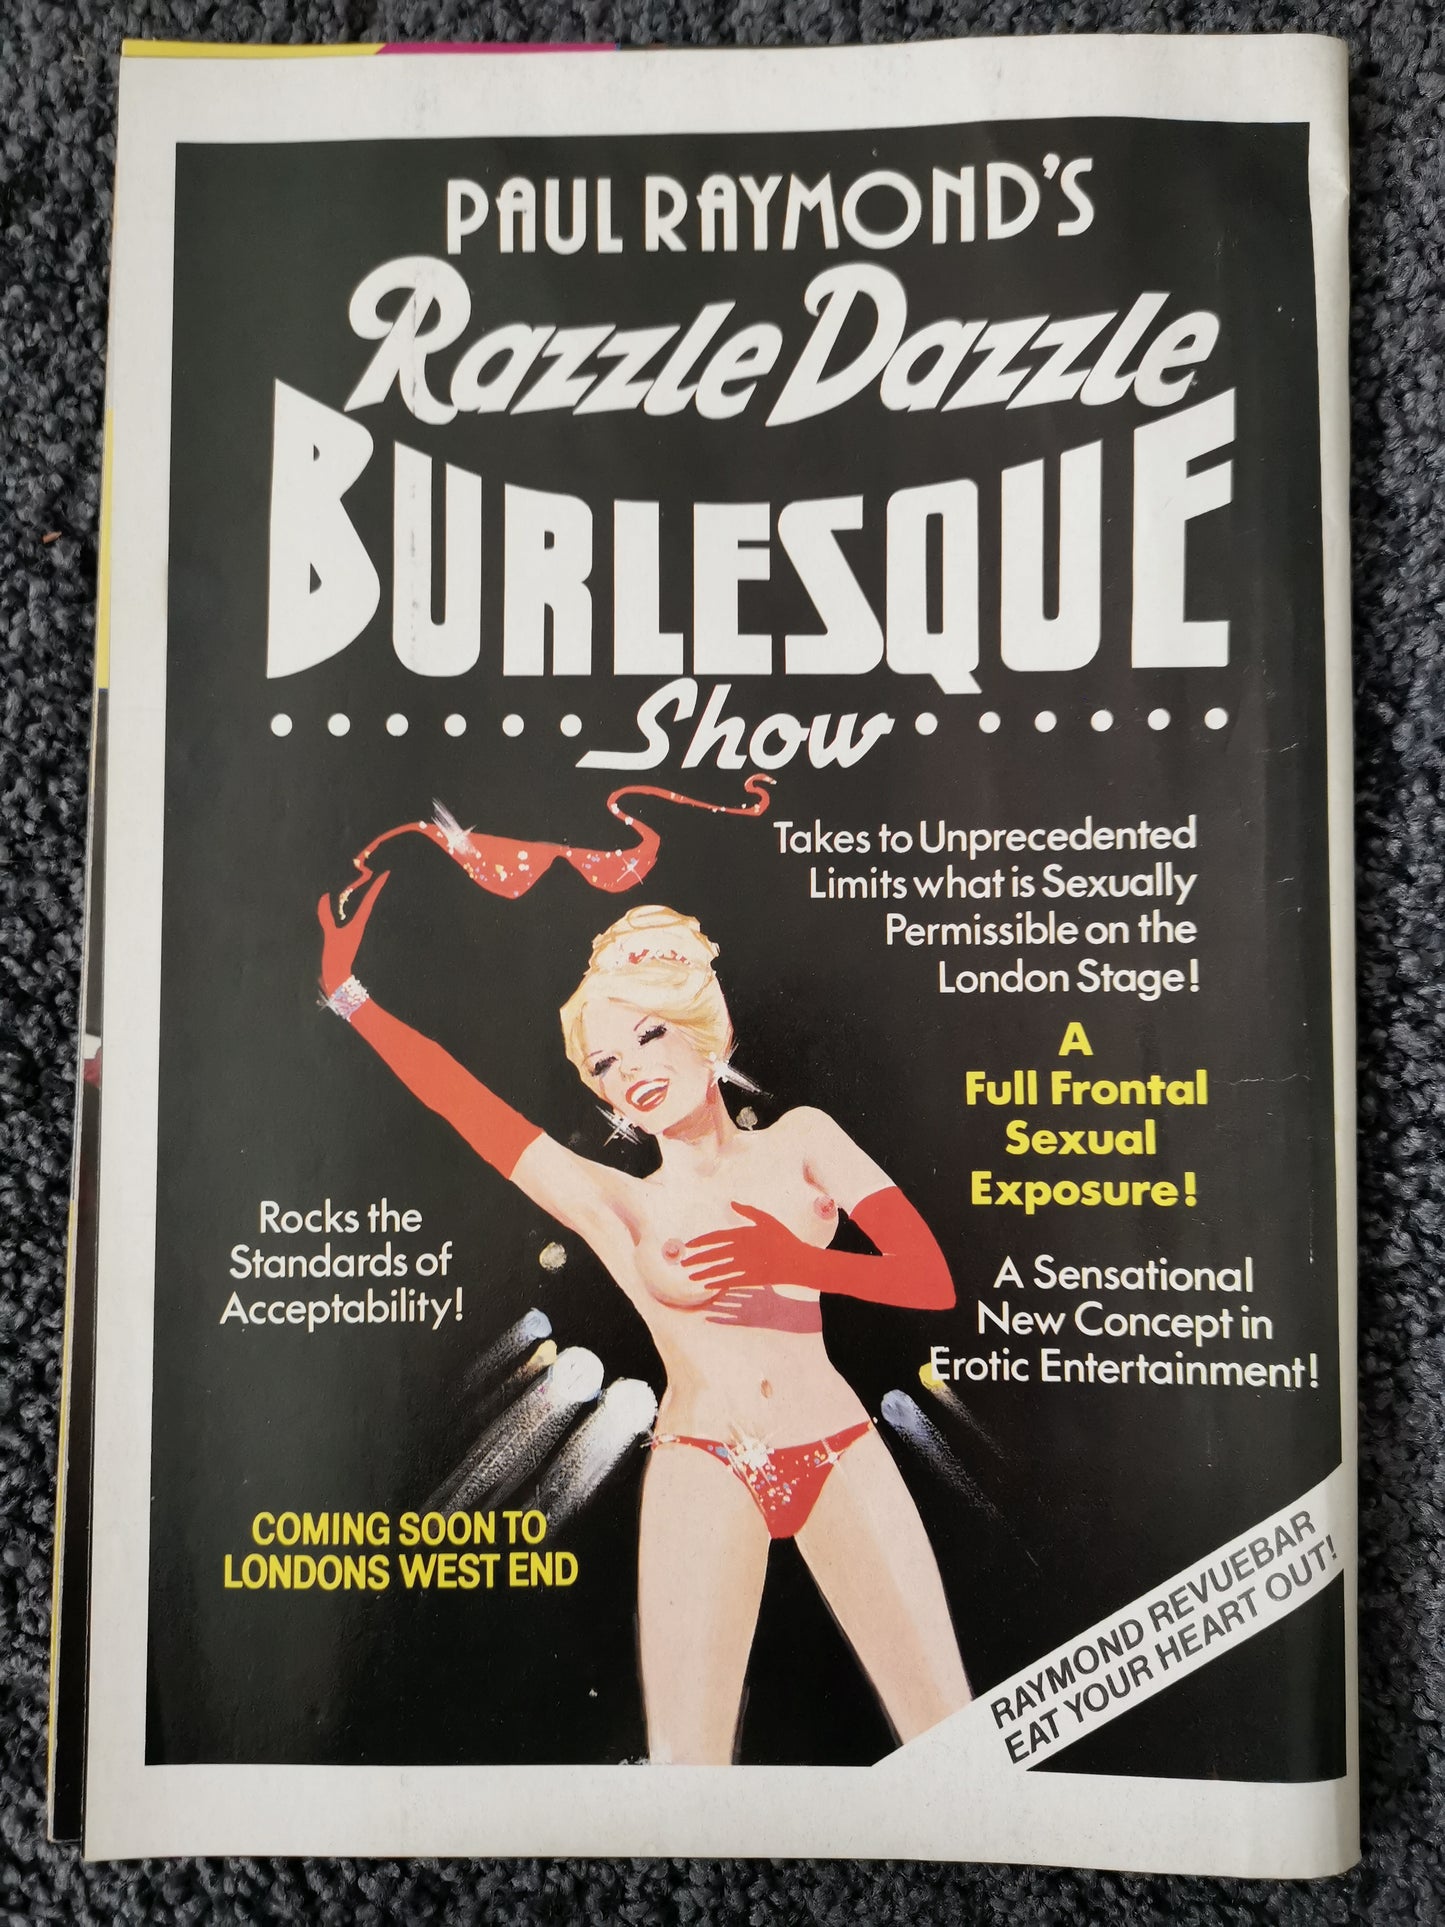 PAUL RAYMOND'S
Razzle Dazzle
BURLESQUE
Show
Takes to Unprecedented
Limits what is Sexually
Permissible on the
London Stage!
A
Full Frontal
Sexual
Exposure!
Rocks the
Standards of
Acceptability!
A Sensational
New Concept in
Erotic Entertainment!
COMING SOON TO
LONDONS WEST END
RAYMOND REVUEBAR
EAT YOUR HEART OUT!